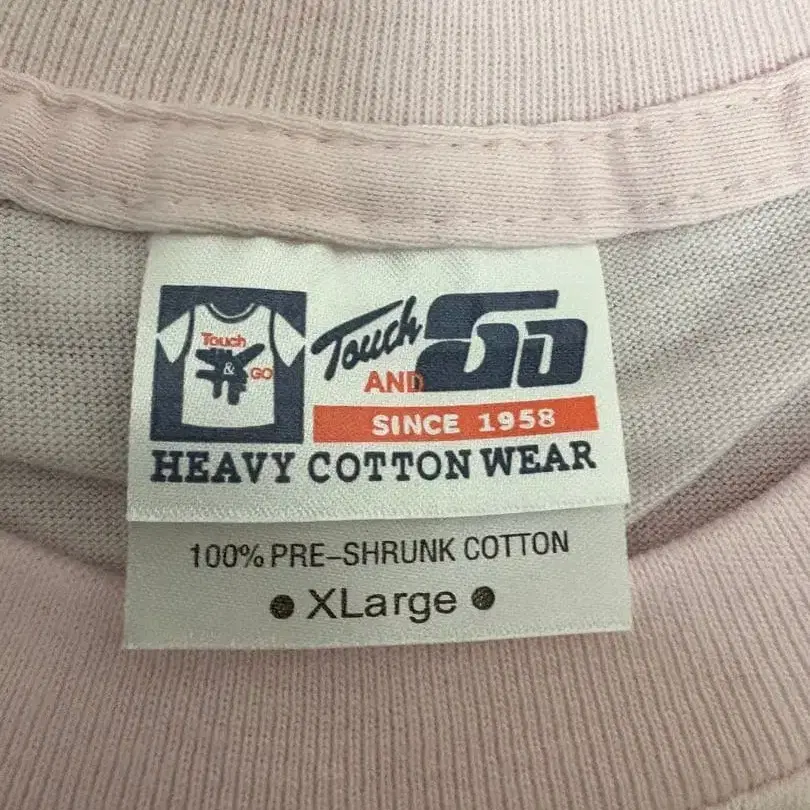 Touch
&
GO
Touch
AND GO
SINCE 1958
HEAVY COTTON WEAR
100% PRE-SHRUNK COTTON
● XLarge ●